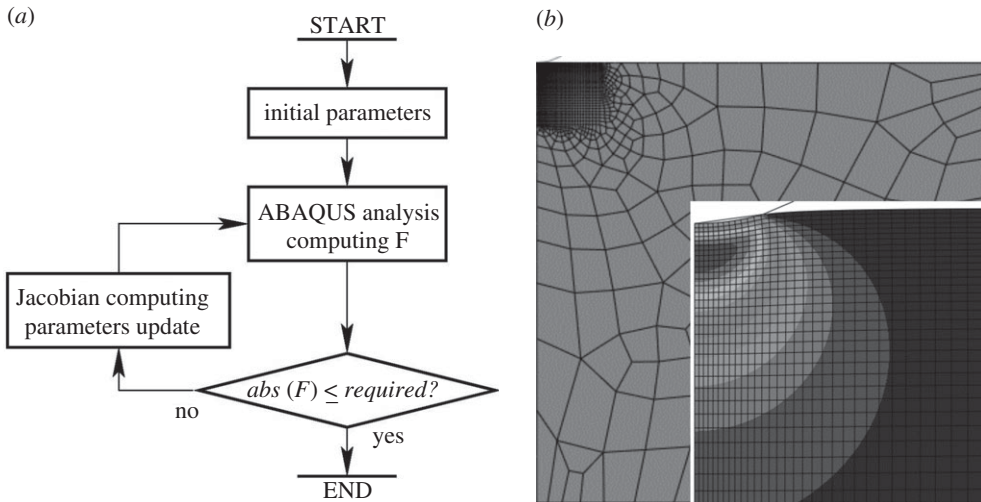 (a)
START
initial parameters
ABAQUS analysis
computing F
Jacobian computing
parameters update
abs (F) ≤ required?
no
yes
END
(b)